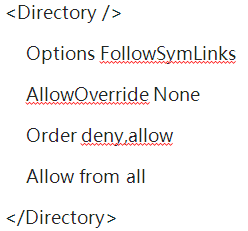 <Directory />
Options FollowSymLinks
AllowOverride None
Order deny,allow
Allow from all
</Directory>